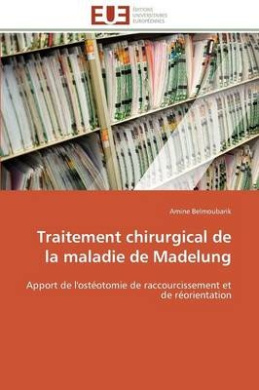 EUE
ÉDITIONS
UNIVERSITAIRES
EUROPÉENNES
Amine Belmoubarik
Traitement chirurgical de
la maladie de Madelung
Apport de l'ostéotomie de raccourcissement et
de réorientation